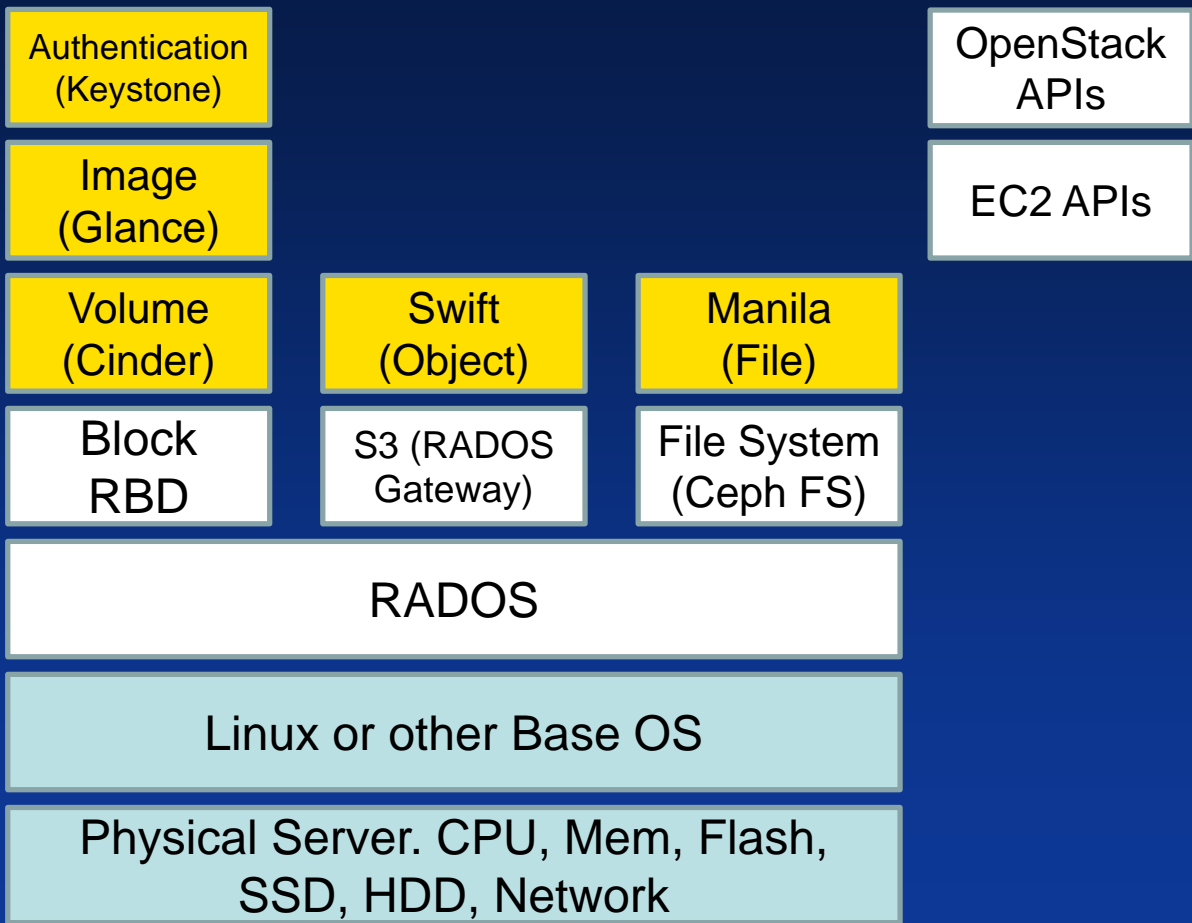 Authentication
(Keystone)
OpenStack
APIs
Image
(Glance)
EC2 APIs
Volume
(Cinder)
Swift
(Object)
Manila
(File)
Block
RBD
S3 (RADOS
Gateway)
File System
(Ceph FS)
RADOS
Linux or other Base OS
Physical Server. CPU, Mem, Flash,
SSD, HDD, Network